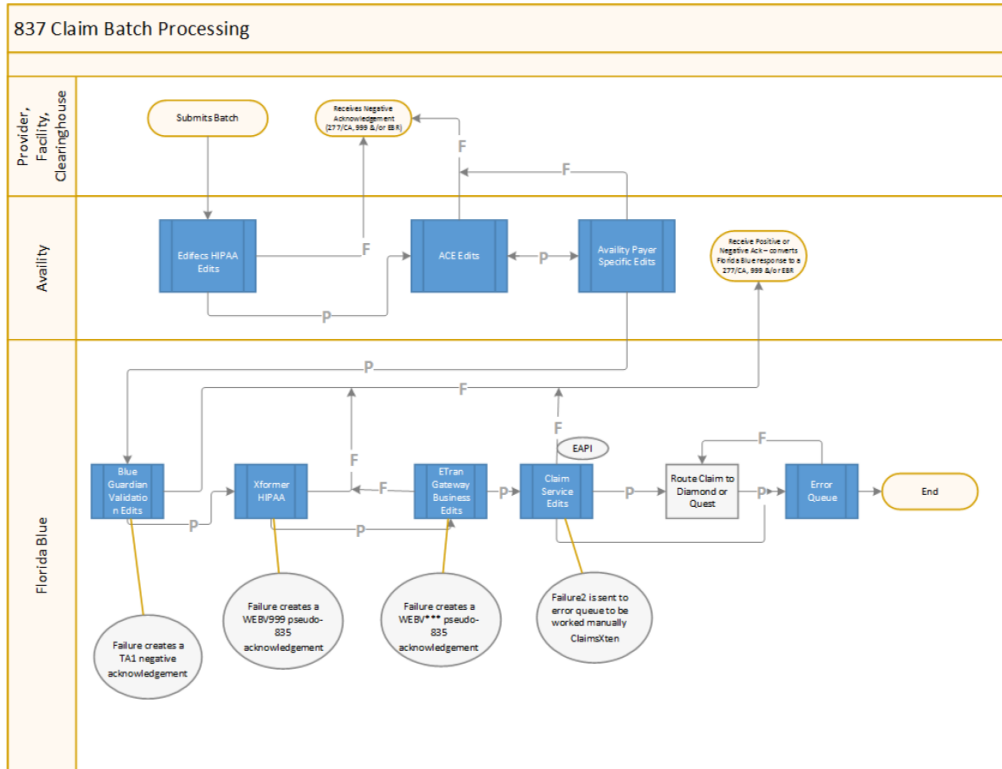 837 Claim Batch Processing
Provider,
Facility,
Clearinghouse
Submits Batch
Receives Negative
Acknowledgement
(277/CA, 999 &/or EBR)
F
F
F
Availity
Edifecs HIPAA
Edits
ACE Edits
P
Availity Payer
Specific Edits
Receive Positive or
Negative Ack – converts
Florida Blue response to a
277/CA, 999 &/or EBR
P
Florida Blue
P
F
F
F
F
F
EAPI
Blue
Guardian
Validatio
n Edits
P
Xformer
HIPAA
P
ETran
Gateway
Business
Edits
P
Claim
Service
Edits
P
Route Claim to
Diamond or
Quest
P
Error
Queue
End
Failure creates a
TA1 negative
acknowledgement
Failure creates a
WEBV999 pseudo-
835
acknowledgement
Failure creates a
WEBV*** pseudo-
835
acknowledgement
Failure2 is sent to
error queue to be
worked manually
ClaimsXten